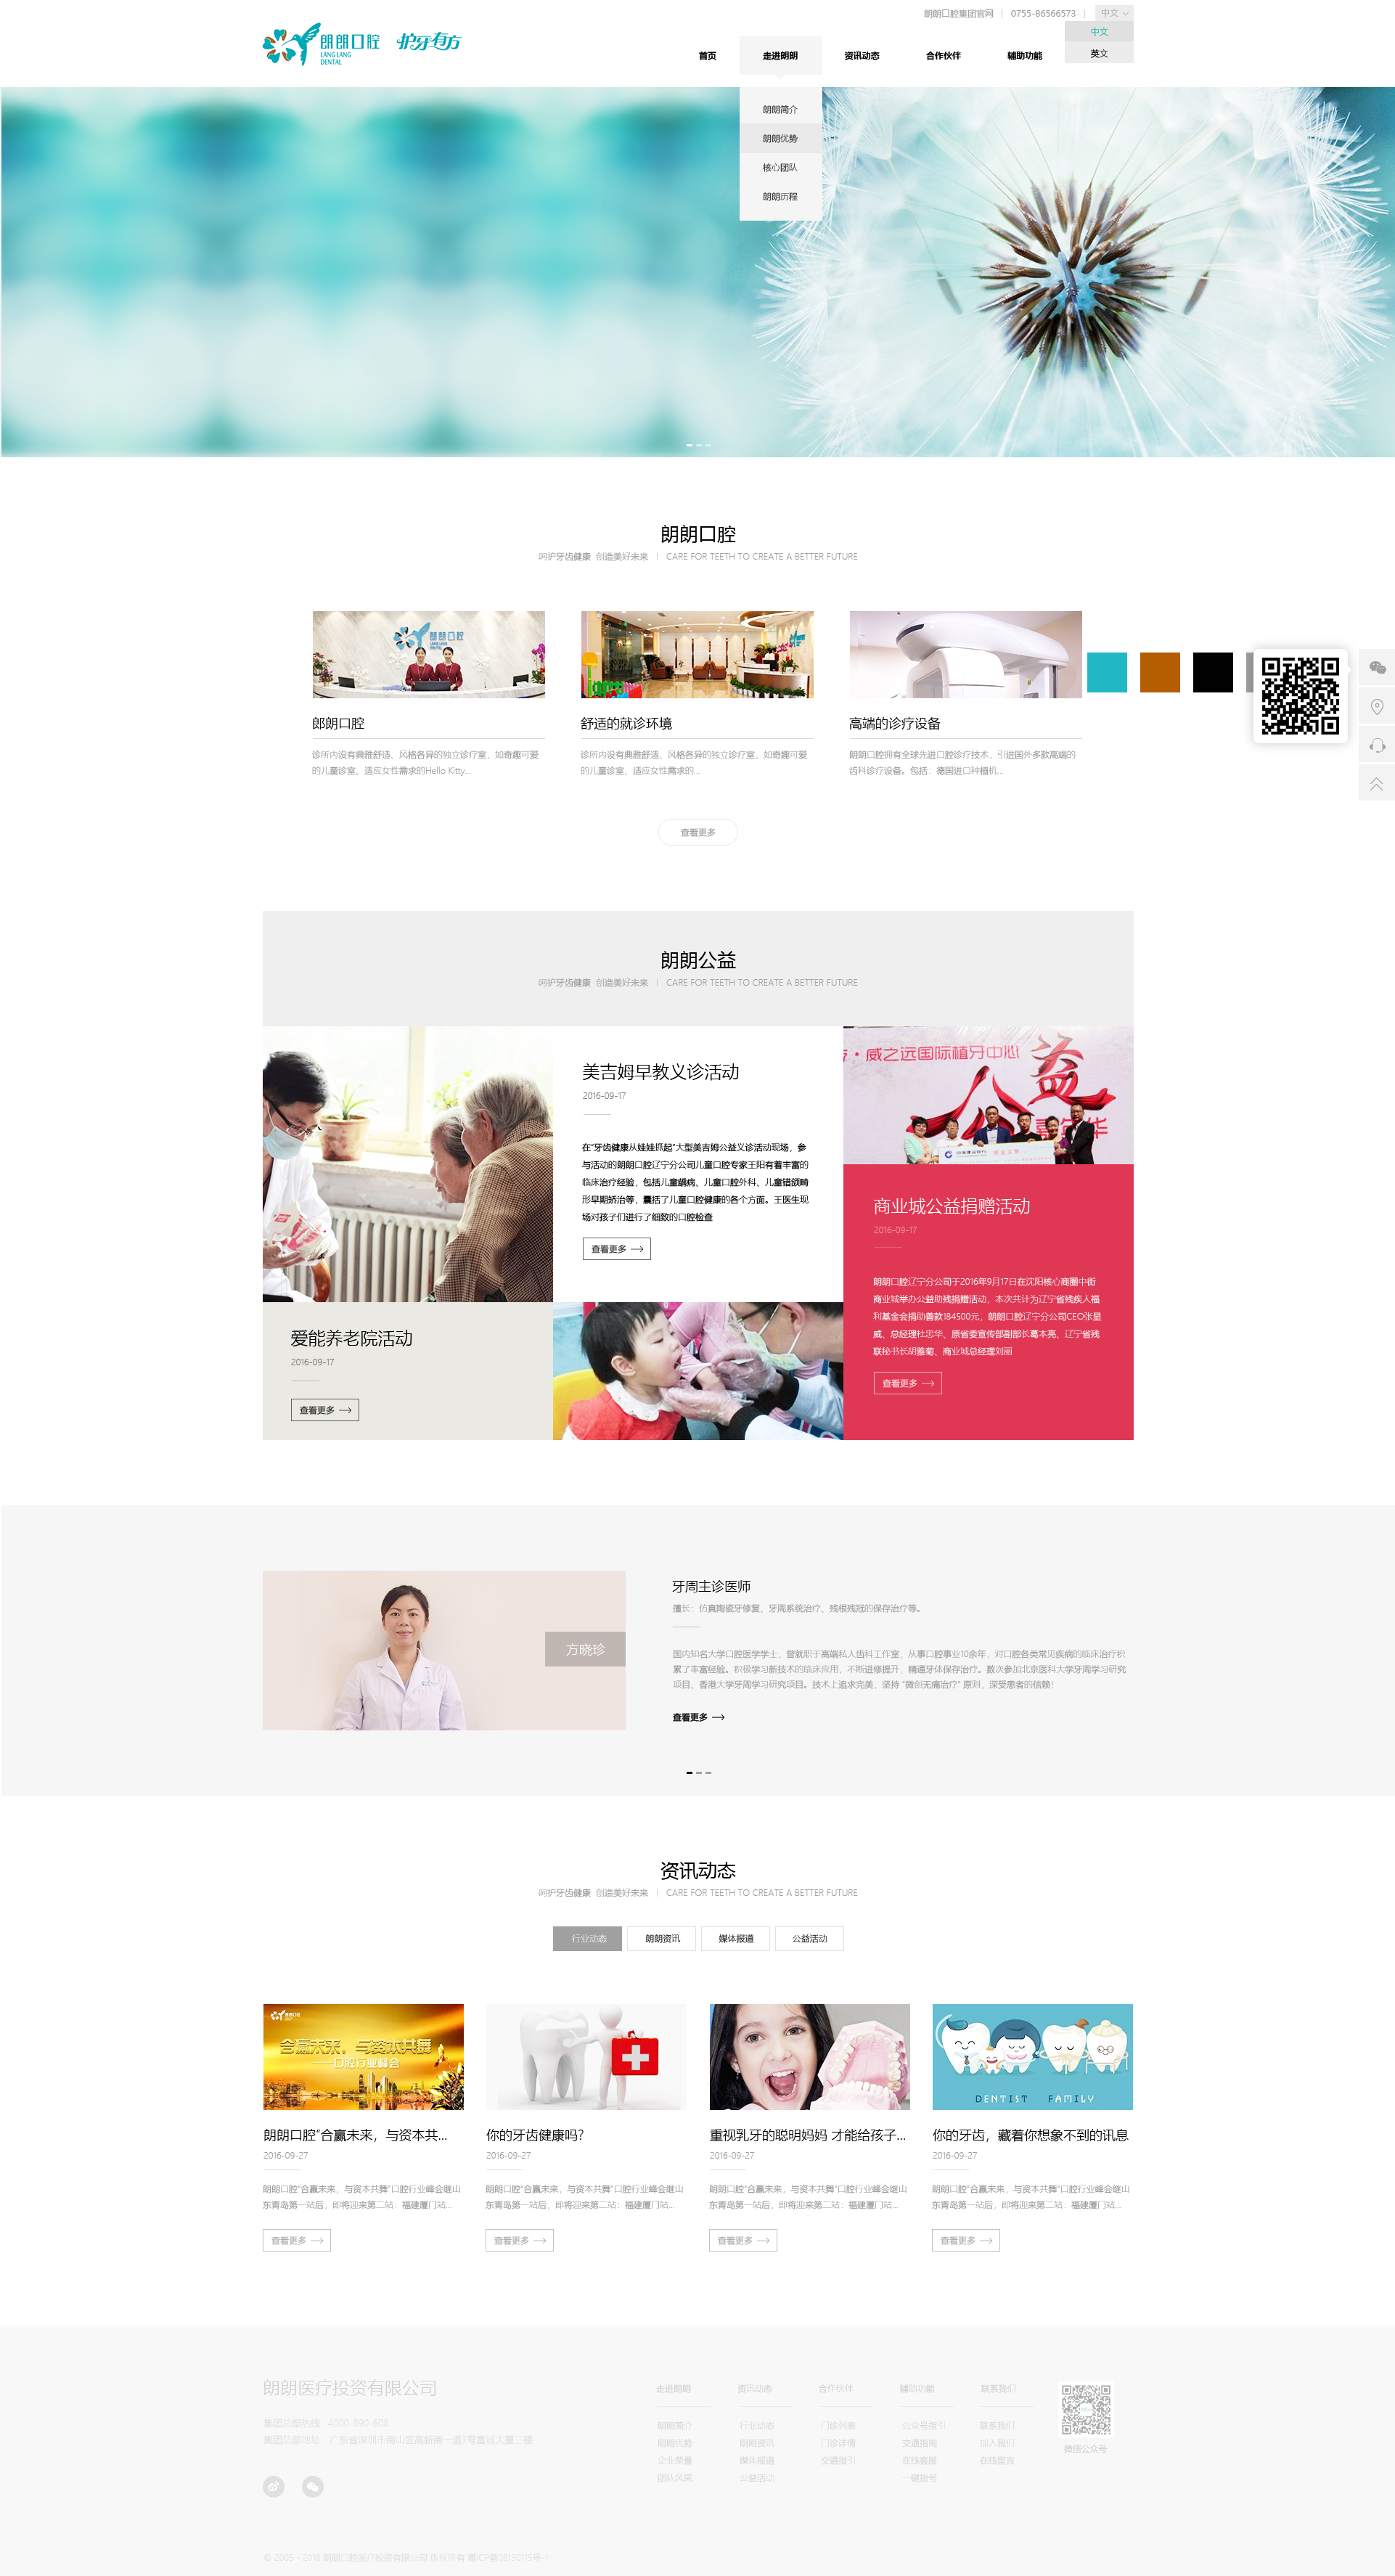 朗朗口腔集团官网 | 0755-86566573 | 中文
中文
英文
朗朗口腔
LANG LANG
DENTAL
护牙有方
首页 走进朗朗 资讯动态 合作伙伴 辅助功能
朗朗简介
朗朗优势
核心团队
朗朗历程
朗朗口腔
呵护牙齿健康 创造美好未来 | CARE FOR TEETH TO CREATE A BETTER FUTURE
朗朗口腔
郎朗口腔
诊所内设有典雅舒适、风格各异的独立诊疗室，如奇趣可爱
的儿童诊室、适应女性需求的Hello Kitty...
舒适的就诊环境
诊所内设有典雅舒适、风格各异的独立诊疗室，如奇趣可爱
的儿童诊室、适应女性需求的...
高端的诊疗设备
朗朗口腔拥有全球先进口腔诊疗技术，引进国外多款高端的
齿科诊疗设备。包括：德国进口种植机...
查看更多
朗朗公益
呵护牙齿健康 创造美好未来 | CARE FOR TEETH TO CREATE A BETTER FUTURE
美吉姆早教义诊活动
2016-09-17
在“牙齿健康从娃娃抓起”大型美吉姆公益义诊活动现场，参
与活动的朗朗口腔辽宁分公司儿童口腔专家王阳有着丰富的
临床治疗经验，包括儿童龋病、儿童口腔外科、儿童错颌畸
形早期矫治等，囊括了儿童口腔健康的各个方面。王医生现
场对孩子们进行了细致的口腔检查
查看更多
·威之远国际植牙中心
益
人
商业城公益捐赠活动
2016-09-17
朗朗口腔辽宁分公司于2016年9月17日在沈阳核心商圈中街
商业城举办公益助残捐赠活动，本次共计为辽宁省残疾人福
利基金会捐助善款184500元，朗朗口腔辽宁分公司CEO张显
威、总经理杜忠华、原省委宣传部副部长葛本亮、辽宁省残
联秘书长胡雅菊、商业城总经理刘丽
查看更多
爱能养老院活动
2016-09-17
查看更多
方晓珍
牙周主诊医师
擅长：仿真陶瓷牙修复、牙周系统治疗、残根残冠的保存治疗等。
国内知名大学口腔医学学士，曾就职于高端私人齿科工作室，从事口腔事业10余年，对口腔各类常见疾病的临床治疗积
累了丰富经验。积极学习新技术的临床应用，不断进修提升，精通牙体保存治疗。数次参加北京医科大学牙周学习研究
项目、香港大学牙周学习研究项目。技术上追求完美，坚持 “微创无痛治疗” 原则，深受患者的信赖！
查看更多
资讯动态
呵护牙齿健康 创造美好未来 | CARE FOR TEETH TO CREATE A BETTER FUTURE
行业动态 朗朗资讯 媒体报道 公益活动
合赢未来，与资本共舞
——口腔行业峰会
DENTIST FAMILY
朗朗口腔“合赢未来，与资本共...
2016-09-27
朗朗口腔“合赢未来，与资本共舞”口腔行业峰会继山
东青岛第一站后，即将迎来第二站：福建厦门站...
查看更多
你的牙齿健康吗？
2016-09-27
朗朗口腔“合赢未来，与资本共舞”口腔行业峰会继山
东青岛第一站后，即将迎来第二站：福建厦门站...
查看更多
重视乳牙的聪明妈妈 才能给孩子...
2016-09-27
朗朗口腔“合赢未来，与资本共舞”口腔行业峰会继山
东青岛第一站后，即将迎来第二站：福建厦门站...
查看更多
你的牙齿，藏着你想象不到的讯息
2016-09-27
朗朗口腔“合赢未来，与资本共舞”口腔行业峰会继山
东青岛第一站后，即将迎来第二站：福建厦门站...
查看更多
朗朗医疗投资有限公司
集团总部热线 4000-890-608
集团总部地址 广东省深圳市南山区高新南一道3号富诚大厦三楼
走进朗朗
朗朗简介
朗朗优势
企业荣誉
团队风采
资讯动态
行业动态
朗朗资讯
媒体报道
公益活动
合作伙伴
门诊列表
门诊详情
交通指引
辅助功能
公众号指引
交通指南
在线客服
一键拨号
联系我们
联系我们
加入我们
在线留言
微信公众号
© 2005 - 2016 朗朗口腔医疗投资有限公司 版权所有 粤ICP备08130115号-1